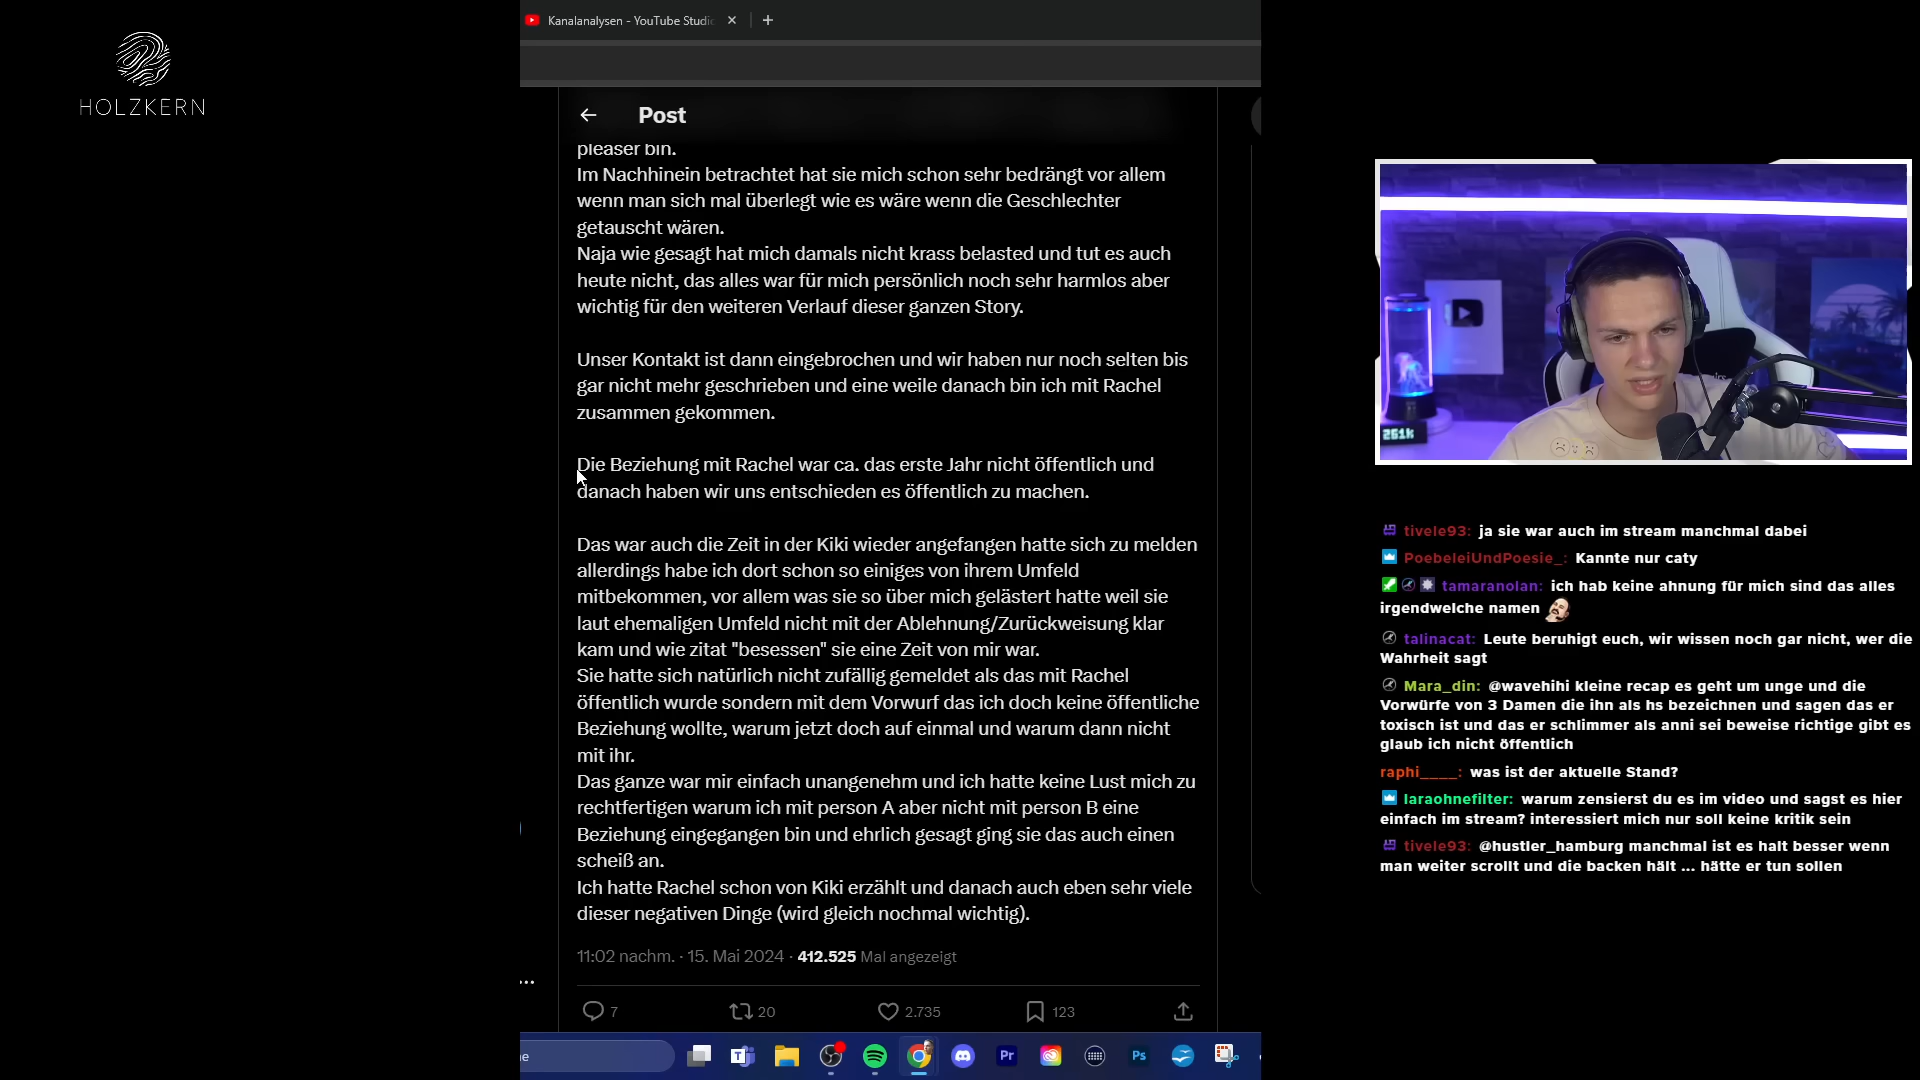 Kanalanalysen - YouTube Studio
HOLZKERN
Post
pleaser bin.
Im Nachhinein betrachtet hat sie mich schon sehr bedrängt vor allem
wenn man sich mal überlegt wie es wäre wenn die Geschlechter
getauscht wären.
Naja wie gesagt hat mich damals nicht krass belasted und tut es auch
heute nicht, das alles war für mich persönlich noch sehr harmlos aber
wichtig für den weiteren Verlauf dieser ganzen Story.
Unser Kontakt ist dann eingebrochen und wir haben nur noch selten bis
gar nicht mehr geschrieben und eine weile danach bin ich mit Rachel
zusammen gekommen.
Die Beziehung mit Rachel war ca. das erste Jahr nicht öffentlich und
danach haben wir uns entschieden es öffentlich zu machen.
Das war auch die Zeit in der Kiki wieder angefangen hatte sich zu melden
allerdings habe ich dort schon so einiges von ihrem Umfeld
mitbekommen, vor allem was sie so über mich gelästert hatte weil sie
laut ehemaligen Umfeld nicht mit der Ablehnung/Zurückweisung klar
kam und wie zitat "besessen" sie eine Zeit von mir war.
Sie hatte sich natürlich nicht zufällig gemeldet als das mit Rachel
öffentlich wurde sondern mit dem Vorwurf das ich doch keine öffentliche
Beziehung wollte, warum jetzt doch auf einmal und warum dann nicht
mit ihr.
Das ganze war mir einfach unangenehm und ich hatte keine Lust mich zu
rechtfertigen warum ich mit person A aber nicht mit person B eine
Beziehung eingegangen bin und ehrlich gesagt ging sie das auch einen
scheiß an.
Ich hatte Rachel schon von Kiki erzählt und danach auch eben sehr viele
dieser negativen Dinge (wird gleich nochmal wichtig).
11:02 nachm. · 15. Mai 2024 · 412.525 Mal angezeigt
7 20 2.735 123
261k
tivele93: ja sie war auch im stream manchmal dabei
PoebeleiUndPoesie_: Kannte nur caty
tamaranolan: ich hab keine ahnung für mich sind das alles
irgendwelche namen
talinacat: Leute beruhigt euch, wir wissen noch gar nicht, wer die
Wahrheit sagt
Mara_din: @wavehihi kleine recap es geht um unge und die
Vorwürfe von 3 Damen die ihn als hs bezeichnen und sagen das er
toxisch ist und das er schlimmer als anni sei beweise richtige gibt es
glaub ich nicht öffentlich
raphi____: was ist der aktuelle Stand?
laraohnefilter: warum zensierst du es im video und sagst es hier
einfach im stream? interessiert mich nur soll keine kritik sein
tivele93: @hustler_hamburg manchmal ist es halt besser wenn
man weiter scrollt und die backen hält ... hätte er tun sollen
Pr
Ps